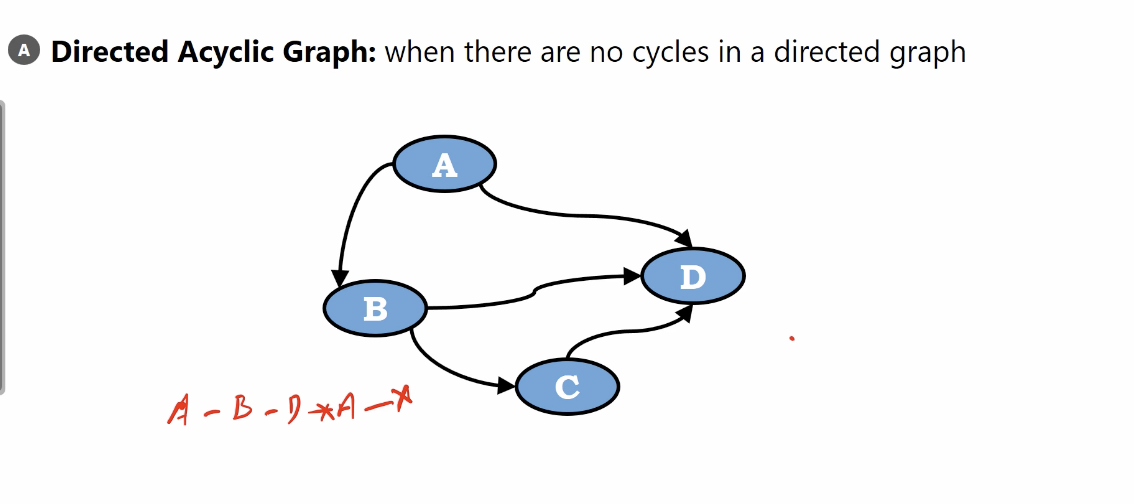 A Directed Acyclic Graph: when there are no cycles in a directed graph
A
D
B
C
A - B - D * A -